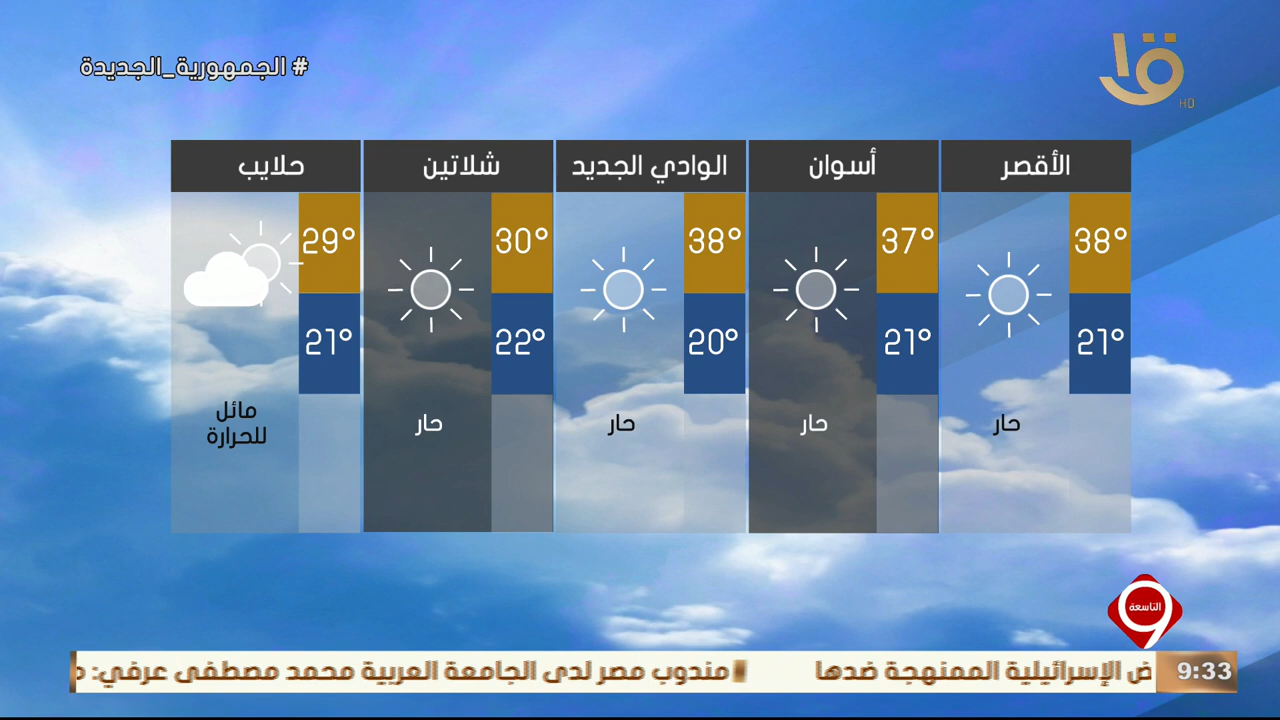 # الجمهورية_الجديدة
HD
الأقصر
38°
21°
حار
أسوان
37°
21°
حار
الوادي الجديد
38°
20°
حار
شلاتين
30°
22°
حار
حلايب
29°
21°
مائل
للحرارة
التاسعة
9
9:33
ض الإسرائيلية الممنهجة ضدها
مندوب مصر لدى الجامعة العربية محمد مصطفى عرفي: